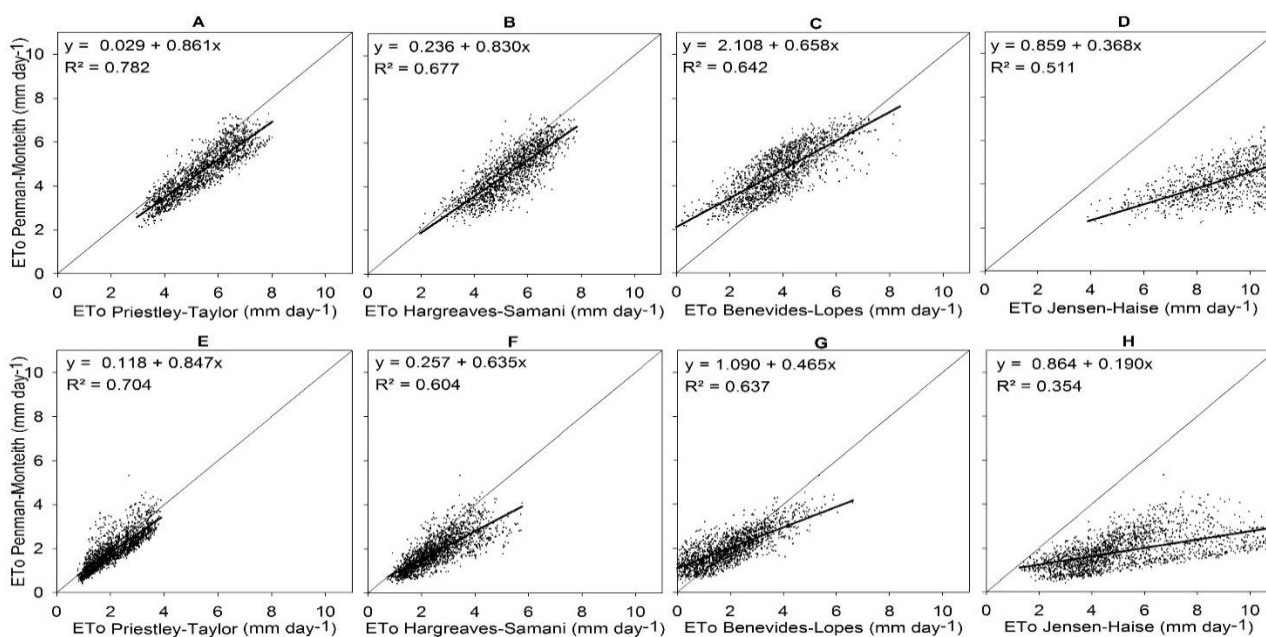 A
y = 0.029 + 0.861x
R² = 0.782
ETo Penman-Monteith (mm day-1)
10
8
6
4
2
0
0 2 4 6 8 10
ETo Priestley-Taylor (mm day-1)
B
y = 0.236 + 0.830x
R² = 0.677
0 2 4 6 8 10
ETo Hargreaves-Samani (mm day-1)
C
y = 2.108 + 0.658x
R² = 0.642
0 2 4 6 8 10
ETo Benevides-Lopes (mm day-1)
D
y = 0.859 + 0.368x
R² = 0.511
0 2 4 6 8 10
ETo Jensen-Haise (mm day-1)
E
y = 0.118 + 0.847x
R² = 0.704
ETo Penman-Monteith (mm day-1)
10
8
6
4
2
0
0 2 4 6 8 10
ETo Priestley-Taylor (mm day-1)
F
y = 0.257 + 0.635x
R² = 0.604
0 2 4 6 8 10
ETo Hargreaves-Samani (mm day-1)
G
y = 1.090 + 0.465x
R² = 0.637
0 2 4 6 8 10
ETo Benevides-Lopes (mm day-1)
H
y = 0.864 + 0.190x
R² = 0.354
0 2 4 6 8 10
ETo Jensen-Haise (mm day-1)